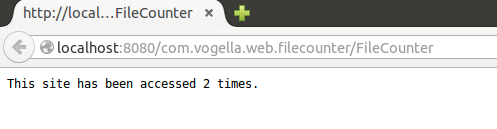 http://local...FileCounter
localhost:8080/com.vogella.web.filecounter/FileCounter
This site has been accessed 2 times.